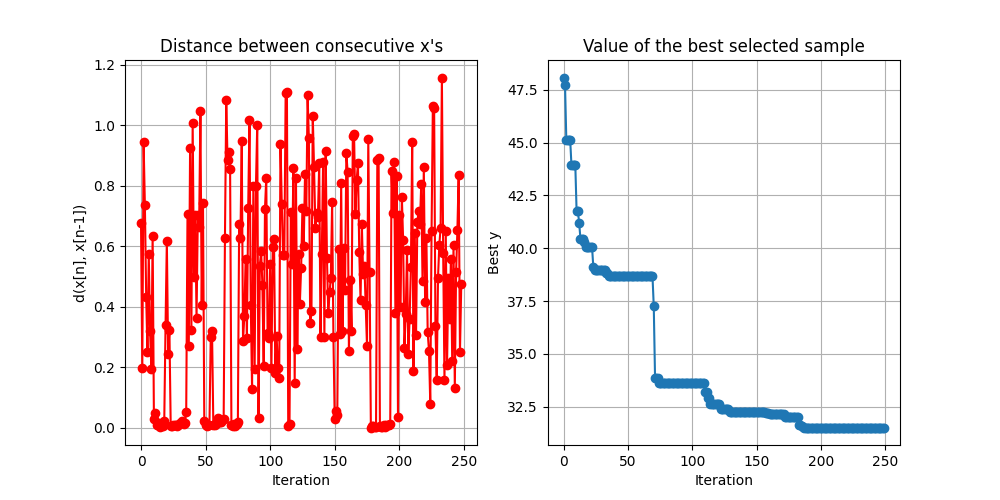 Distance between consecutive x's
d(x[n], x[n-1])
1.2
1.0
0.8
0.6
0.4
0.2
0.0
0 50 100 150 200 250
Iteration
Value of the best selected sample
Best y
47.5
45.0
42.5
40.0
37.5
35.0
32.5
0 50 100 150 200 250
Iteration